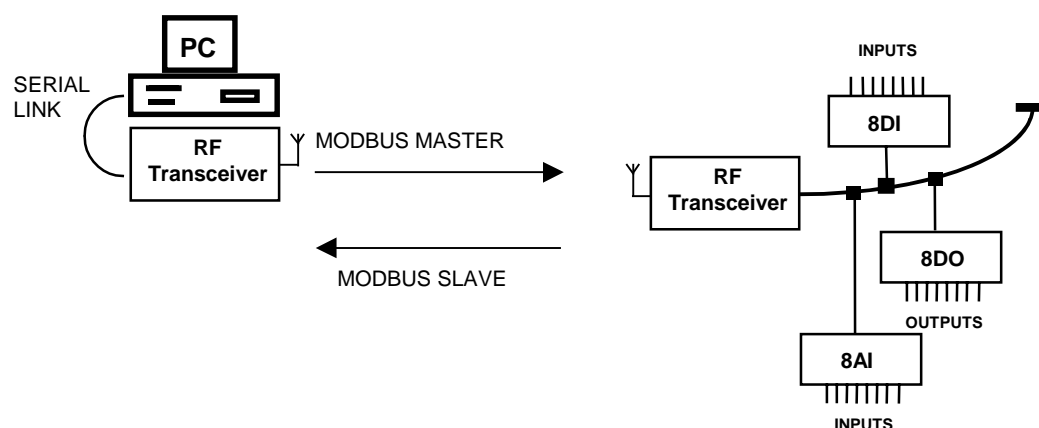 PC
SERIAL
LINK
RF
Transceiver
MODBUS MASTER
MODBUS SLAVE
RF
Transceiver
INPUTS
8DI
8DO
OUTPUTS
8AI
INPUTS